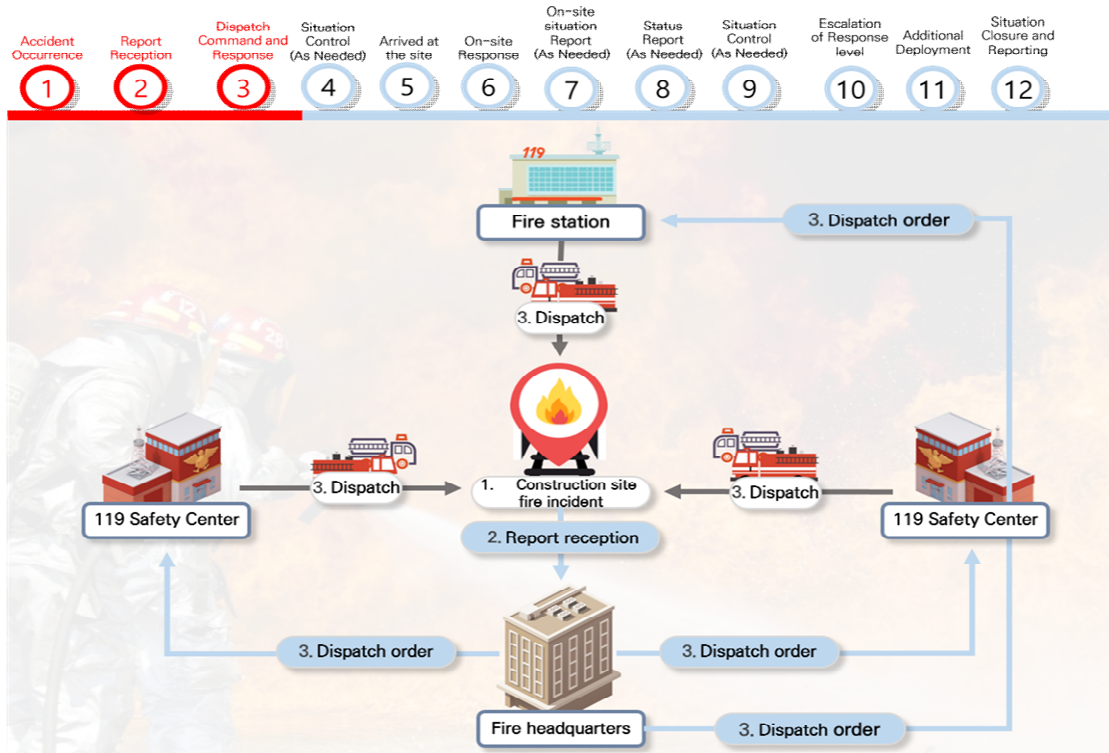 Accident
Occurrence
Report
Reception
Dispatch
Command and
Response
Situation
Control
(As Needed)
Arrived at
the site
On-site
Response
On-site
situation
Report
(As Needed)
Status
Report
(As Needed)
Situation
Control
(As Needed)
Escalation
of Response
level
Additional
Deployment
Situation
Closure and
Reporting
1
2
3
4
5
6
7
8
9
10
11
12
119
Fire station
3. Dispatch order
3. Dispatch
3. Dispatch
3. Dispatch
1. Construction site
fire incident
119 Safety Center
119 Safety Center
2. Report reception
3. Dispatch order
3. Dispatch order
Fire headquarters
3. Dispatch order
12
28